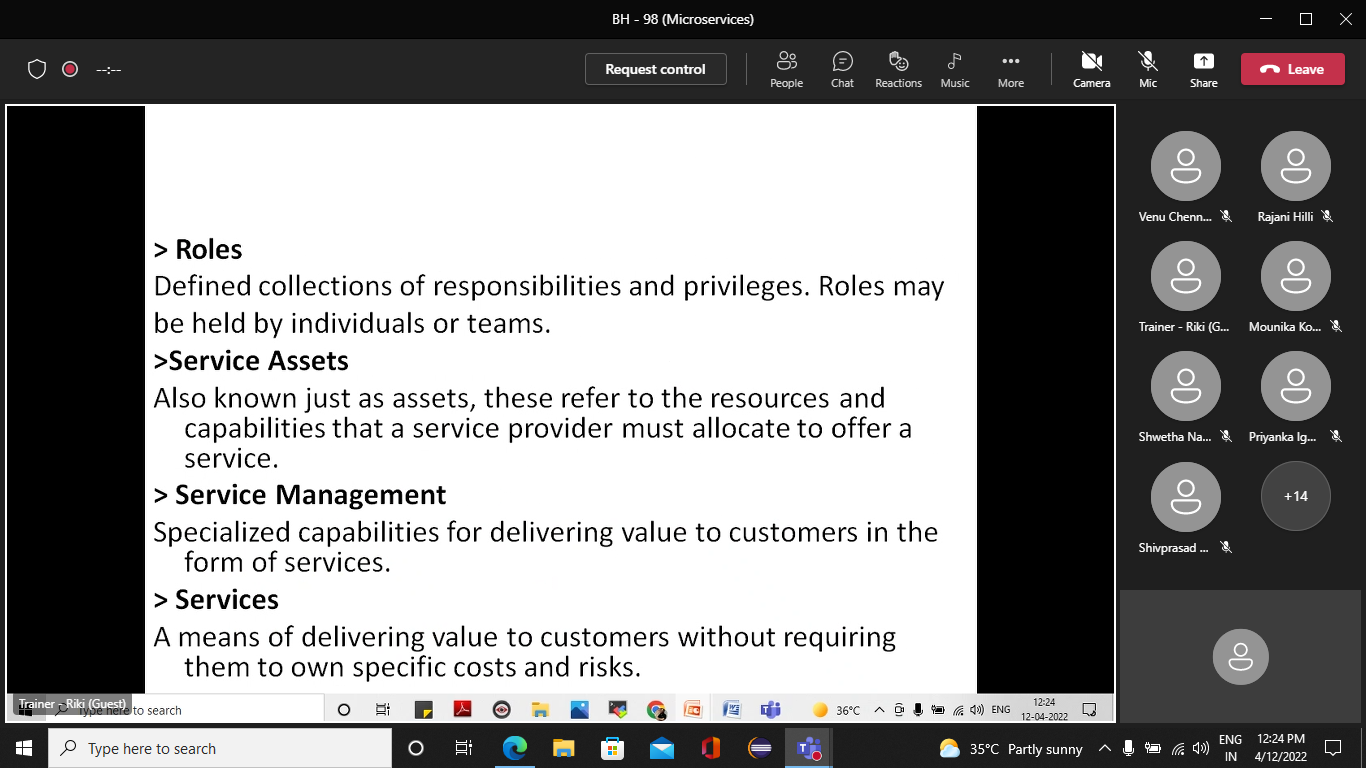 BH - 98 (Microservices)
--:--
Request control
People
Chat
Reactions
Music
More
Camera
Mic
Share
Leave
> Roles
Defined collections of responsibilities and privileges. Roles may
be held by individuals or teams.
>Service Assets
Also known just as assets, these refer to the resources and
capabilities that a service provider must allocate to offer a
service.
> Service Management
Specialized capabilities for delivering value to customers in the
form of services.
> Services
A means of delivering value to customers without requiring
them to own specific costs and risks.
Venu Chenn...
Rajani Hilli
Trainer - Riki (G...
Mounika Ko...
Shwetha Na...
Priyanka Ig...
Shivprasad ...
+14
Trainer - Riki (Guest)
Type here to search
36°C
ENG
12:24
12-04-2022
Type here to search
35°C Partly sunny
ENG
IN
12:24 PM
4/12/2022